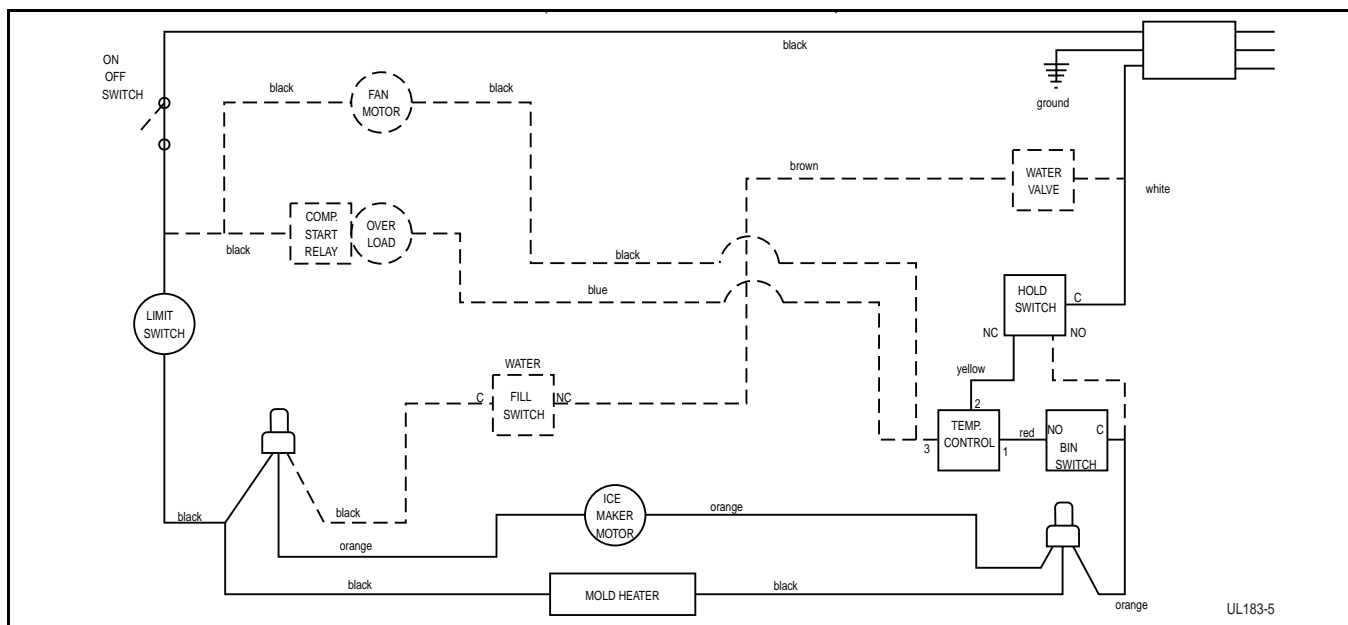 black
ON
OFF
SWITCH
black
FAN
MOTOR
black
ground
brown
WATER
VALVE
white
COMP.
START
RELAY
OVER
LOAD
black
black
blue
HOLD
SWITCH
C
NC
NO
LIMIT
SWITCH
WATER
C
FILL
SWITCH
NC
yellow
2
TEMP.
CONTROL
3
1
red
NO
C
BIN
SWITCH
black
black
orange
ICE
MAKER
MOTOR
orange
black
MOLD HEATER
black
orange
UL183-5